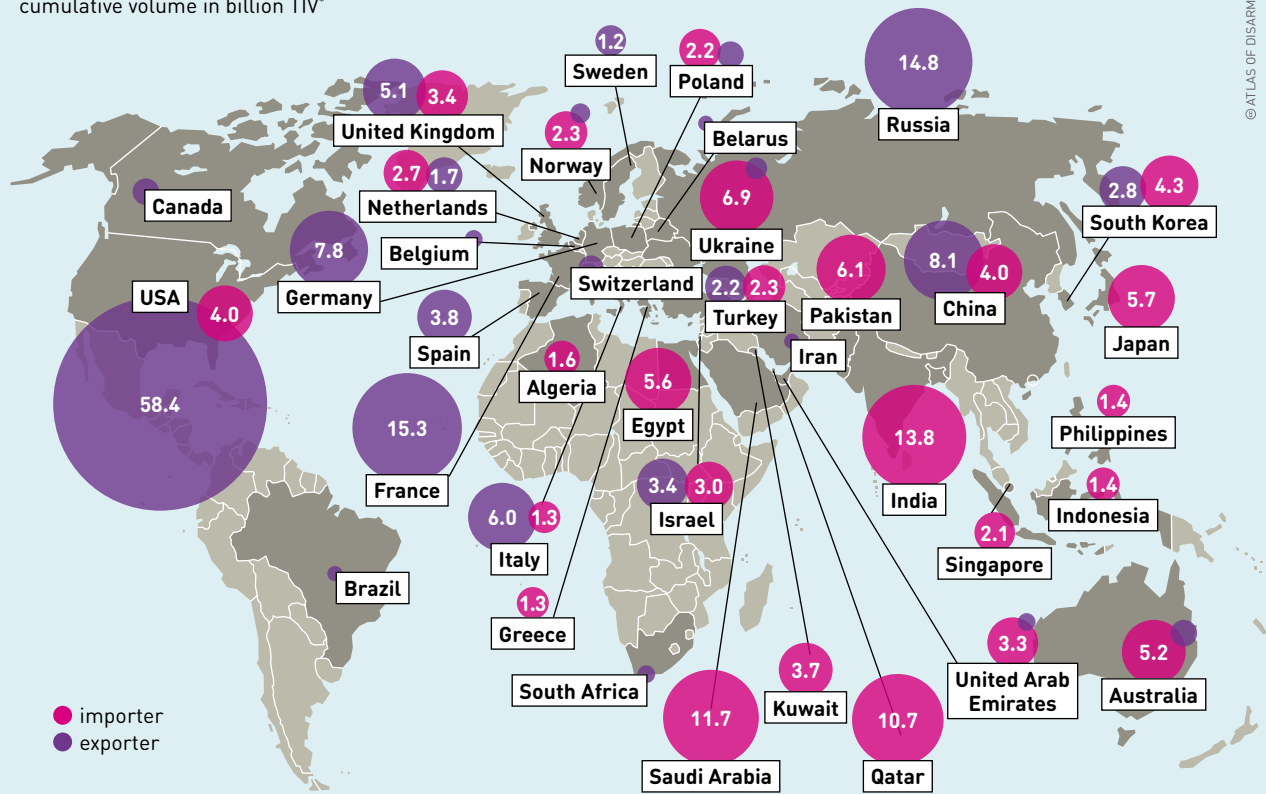 cumulative volume in billion TIV*
© ATLAS OF DISARM
1.2
Sweden
2.2
Poland
14.8
Russia
5.1
3.4
United Kingdom
2.3
Norway
Belarus
2.7
1.7
Netherlands
6.9
Ukraine
2.8
4.3
South Korea
Canada
7.8
Germany
Belgium
Switzerland
2.2
2.3
Turkey
6.1
Pakistan
8.1
4.0
China
5.7
Japan
USA
4.0
58.4
3.8
Spain
1.6
Algeria
5.6
Egypt
Iran
15.3
France
13.8
India
1.4
Philippines
6.0
1.3
Italy
3.4
3.0
Israel
1.4
Indonesia
2.1
Singapore
Brazil
1.3
Greece
South Africa
11.7
Saudi Arabia
3.7
Kuwait
10.7
Qatar
3.3
United Arab
Emirates
5.2
Australia
importer
exporter